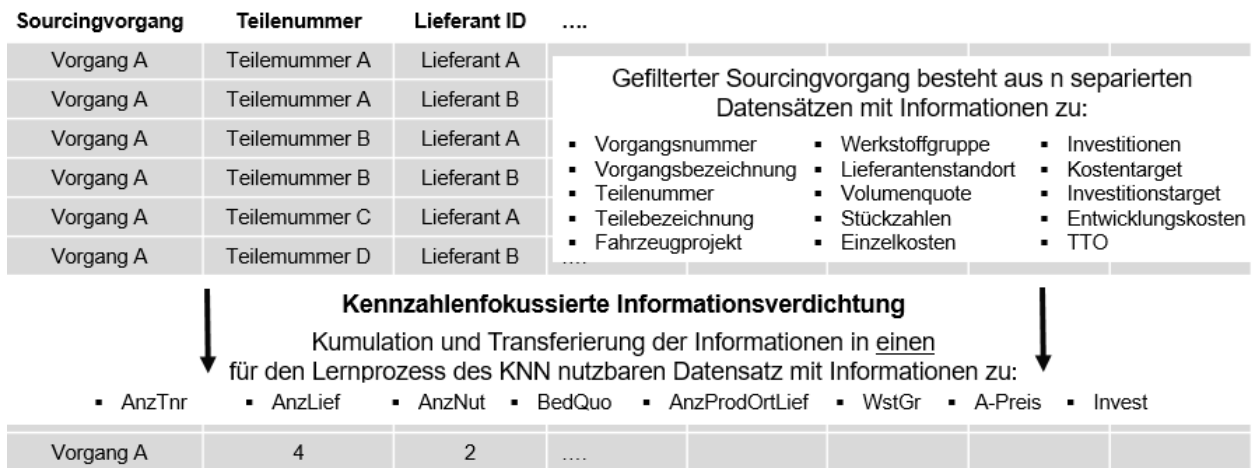 Sourcingvorgang Teilenummer Lieferant ID ....
Vorgang A Teilemummer A Lieferant A
Vorgang A Teilemummer A Lieferant B
Vorgang A Teilemummer B Lieferant A
Vorgang A Teilemummer B Lieferant B
Vorgang A Teilemummer C Lieferant A
Vorgang A Teilemummer D Lieferant B ....
Gefilterter Sourcingvorgang besteht aus n separierten
Datensätzen mit Informationen zu:
▪ Vorgangsnummer ▪ Werkstoffgruppe ▪ Investitionen
▪ Vorgangsbezeichnung ▪ Lieferantenstandort ▪ Kostentarget
▪ Teilenummer ▪ Volumenquote ▪ Investitionstarget
▪ Teilebezeichnung ▪ Stückzahlen ▪ Entwicklungskosten
▪ Fahrzeugprojekt ▪ Einzelkosten ▪ TTO
Kennzahlenfokussierte Informationsverdichtung
Kumulation und Transferierung der Informationen in einen
für den Lernprozess des KNN nutzbaren Datensatz mit Informationen zu:
▪ AnzTnr ▪ AnzLief ▪ AnzNut ▪ BedQuo ▪ AnzProdOrtLief ▪ WstGr ▪ A-Preis ▪ Invest
Vorgang A 4 2 ....